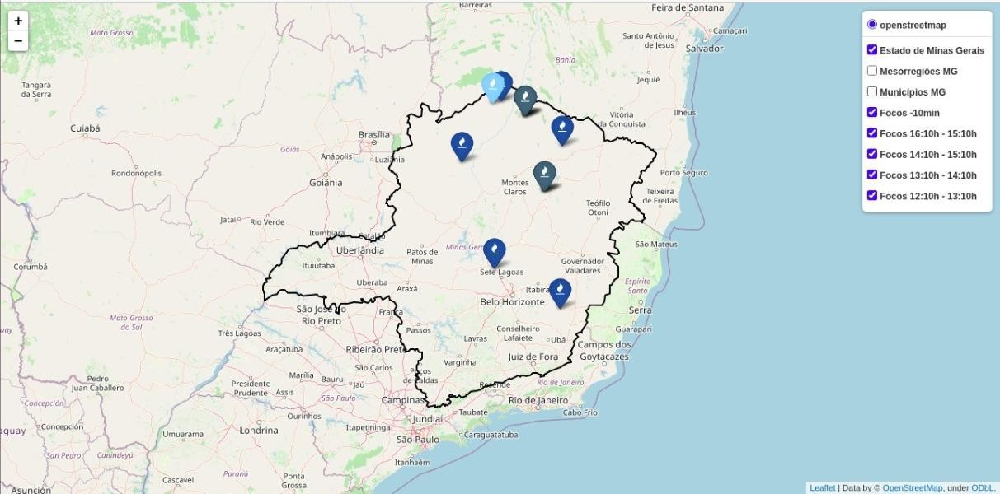 +
−
openstreetmap
Estado de Minas Gerais
Mesorregiões MG
Municípios MG
Focos -10min
Focos 16:10h - 15:10h
Focos 14:10h - 15:10h
Focos 13:10h - 14:10h
Focos 12:10h - 13:10h
Barreiras
Feira de Santana
Mato Grosso
Camaçari
Santo Antônio
de Jesus
Salvador
Bahia
Tangará
da Serra
Jequié
Ilhéus
Vitória
da Conquista
Cuiabá
Brasília
Goiás
Anápolis
Luziânia
Rondonópolis
Goiânia
Porto Seguro
Montes
Claros
Teixeira
de Freitas
Teófilo
Otoni
Jataí
Rio Verde
Itumbiara
Catalão
São Mateus
Uberlândia
Patos de
Minas
Minas Gera
Corumbá
Ituiutaba
Governador
Valadares
Sete Lagoas
Uberaba
Araxá
Itabira
Espírito
Santo
Belo Horizonte
São José do
Rio Preto
Franca
Serra
Mato Grosso
do Sul
Guarapari
Três Lagoas
Passos
Conselheiro
Lafaiete
Lavras
Ubá
Araçatuba
Ribeirão Preto
Campos dos
Goytacazes
Juiz de Fora
Varginha
São Carlos
Poços
de Caldas
Marília
Bauru
Jaú
Pedro
Juan Caballero
Presidente
Prudente
Assis
Resende
Rio de Janeiro
São Paulo
Concepción
Campinas
Rio de Janeiro
Cabo Frio
Taubaté
Ourinhos
Jundiaí
Concepción
Itapetininga
Londrina
Umuarama
Caraguatatuba
São Paulo
San Pedro
Canindeyú
Itanhaém
Paraná
Ponta
Grossa
Cascavel
Asunción
Leaflet | Data by © OpenStreetMap, under ODbL.